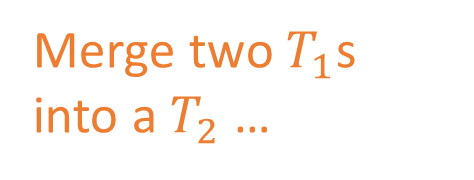 Merge two T₁s
into a T₂ ...